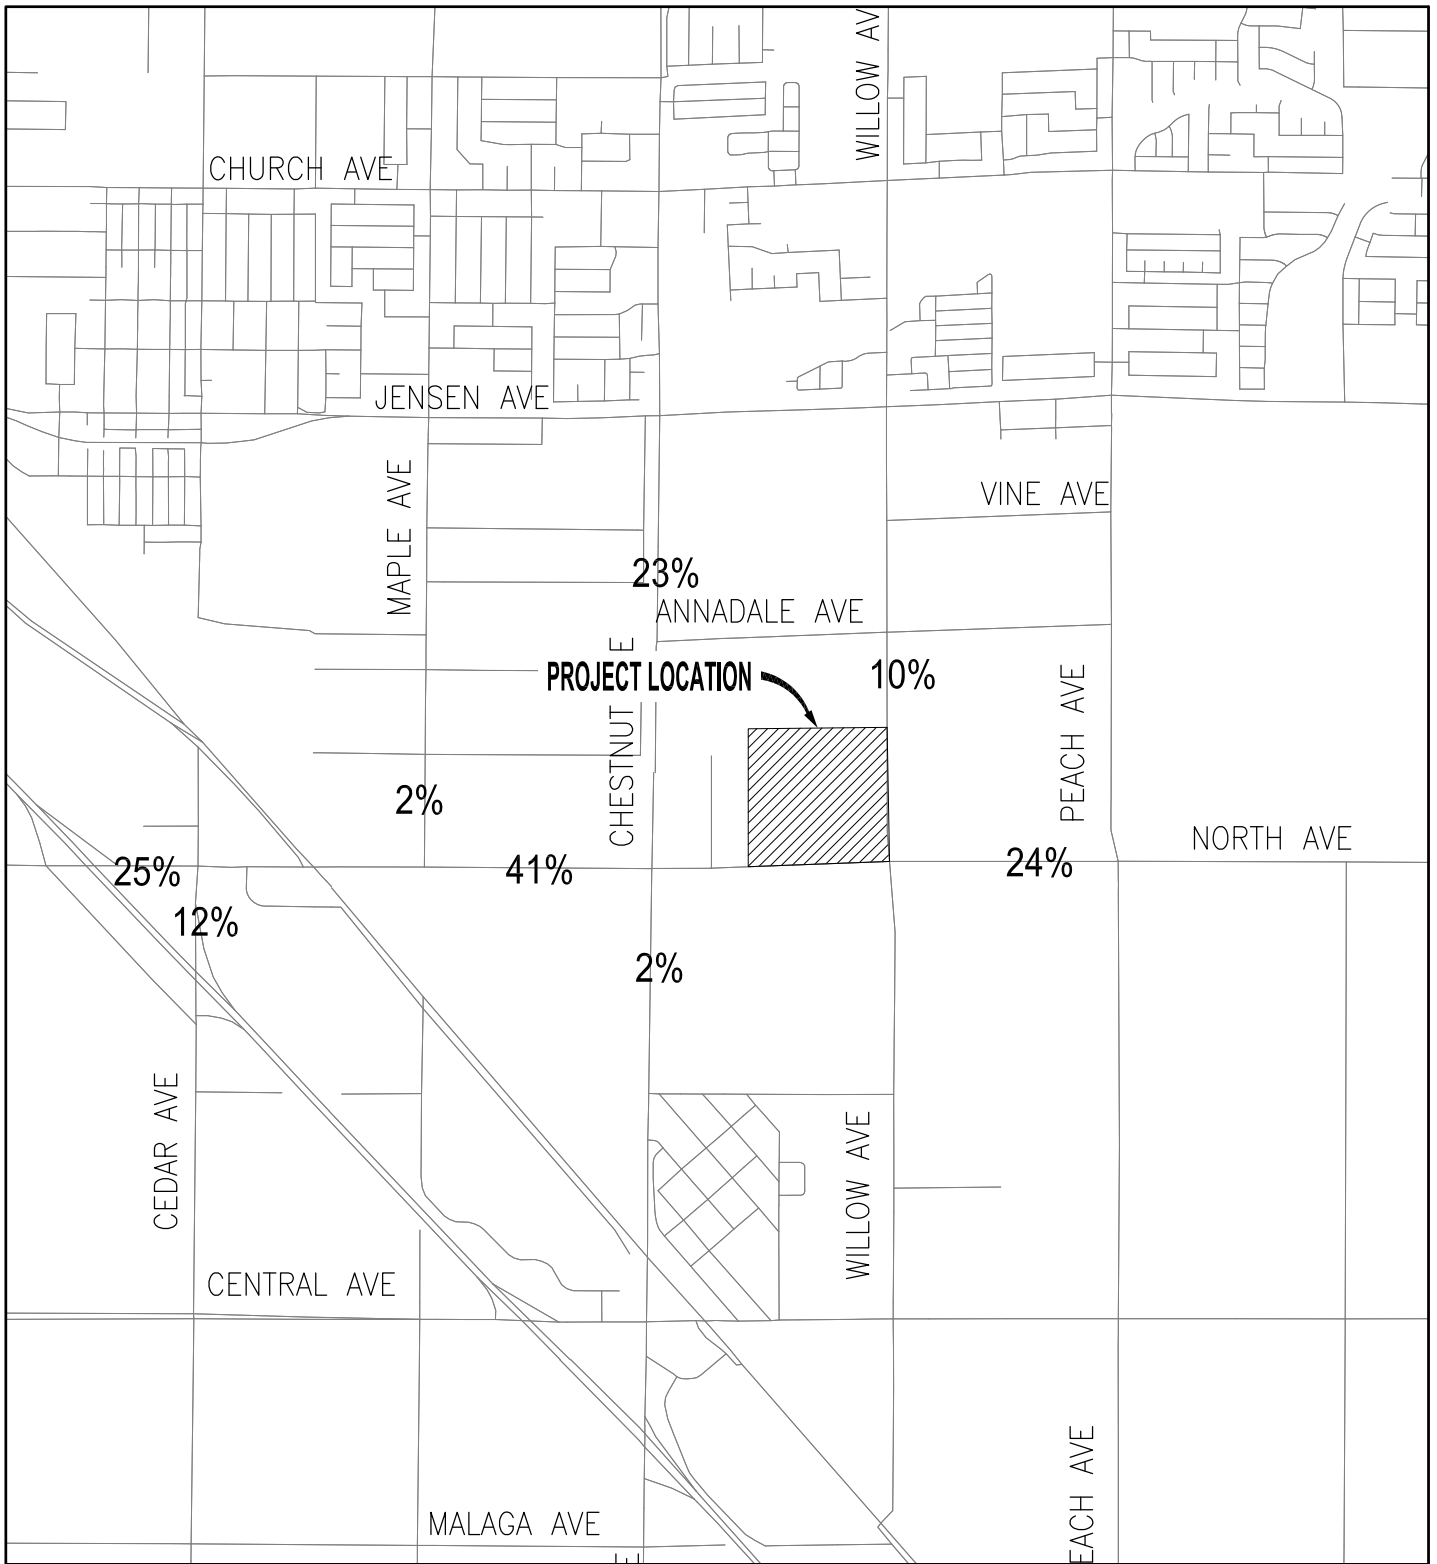 WILLOW AV
CHURCH AVE
JENSEN AVE
MAPLE AVE
VINE AVE
23%
ANNADALE AVE
CHESTNUT E
PROJECT LOCATION
10%
PEACH AVE
2%
NORTH AVE
25%
41%
24%
12%
2%
CEDAR AVE
WILLOW AVE
CENTRAL AVE
MALAGA AVE
EACH AVE
E